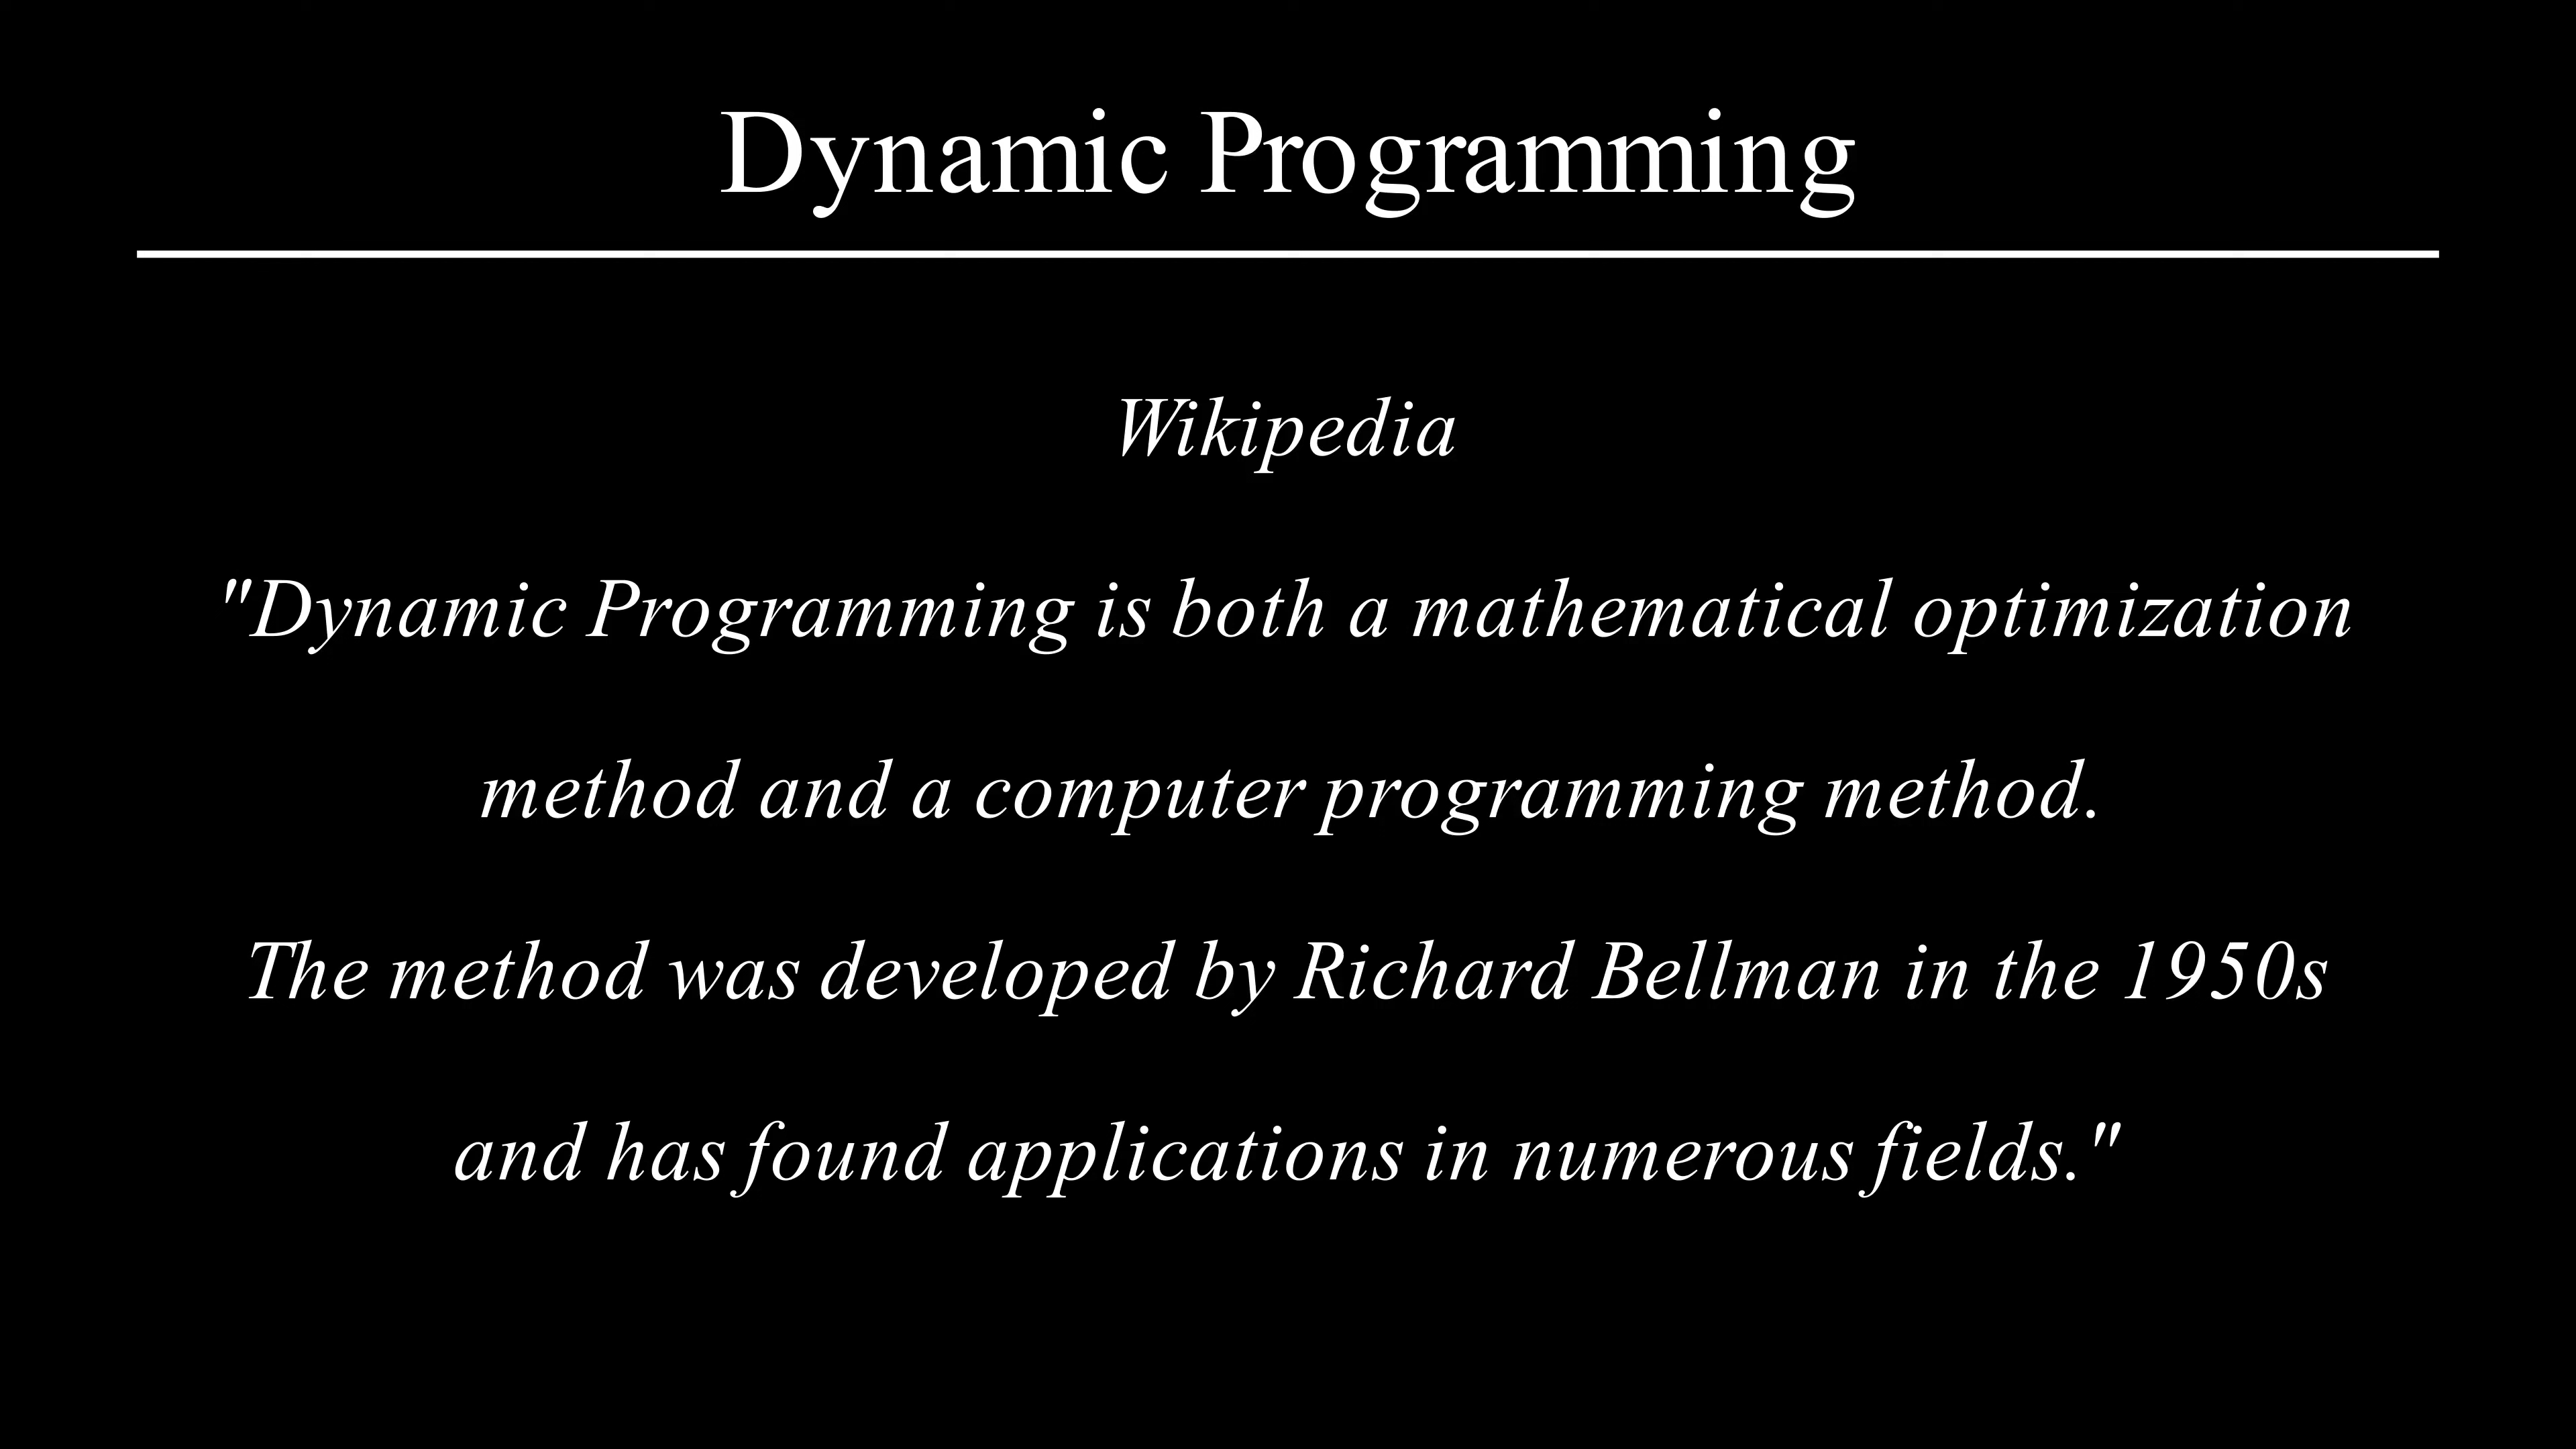 Dynamic Programming
Wikipedia
"Dynamic Programming is both a mathematical optimization
method and a computer programming method.
The method was developed by Richard Bellman in the 1950s
and has found applications in numerous fields."